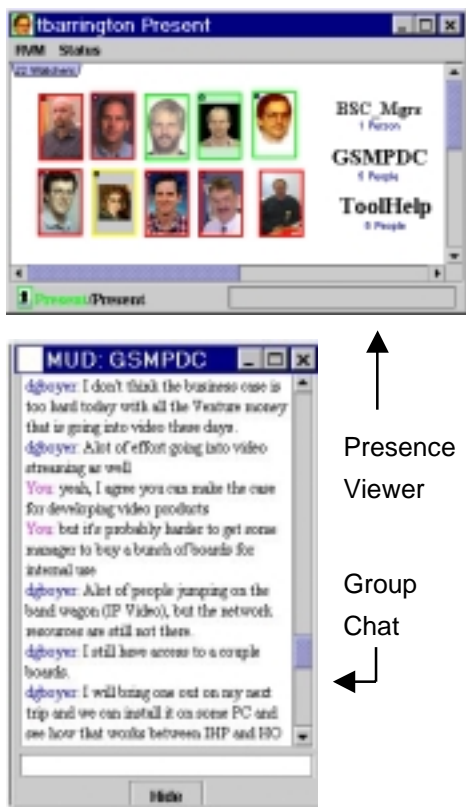 tbarrington Present
RVM Status
22 Watchers
BSC_Mgrs
1 Person
GSMPDC
6 People
ToolHelp
8 People
Present/Present
MUD: GSMPDC
dgboyer: I don't think the business case is
too hard today with all the Venture money
that is going into video these days.
dgboyer: Alot of effort going into video
streaming as well
You: yeah, I agree you can make the case
for developing video products
You: but it's probably harder to get some
manager to buy a bunch of boards for
internal use
dgboyer: Alot of people jumping on the
band wagon (IP Video), but the network
resources are still not there.
dgboyer: I still have access to a couple
boards.
dgboyer: I will bring one out on my next
trip and we can install it on some PC and
see how that works between IHP and HO
Hide
Presence
Viewer
Group
Chat